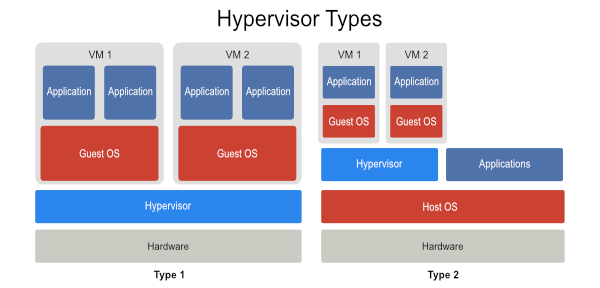 Hypervisor Types
VM 1
Application Application
Guest OS
VM 2
Application Application
Guest OS
Hypervisor
Hardware
Type 1
VM 1
Application
Guest OS
VM 2
Application
Guest OS
Hypervisor
Applications
Host OS
Hardware
Type 2